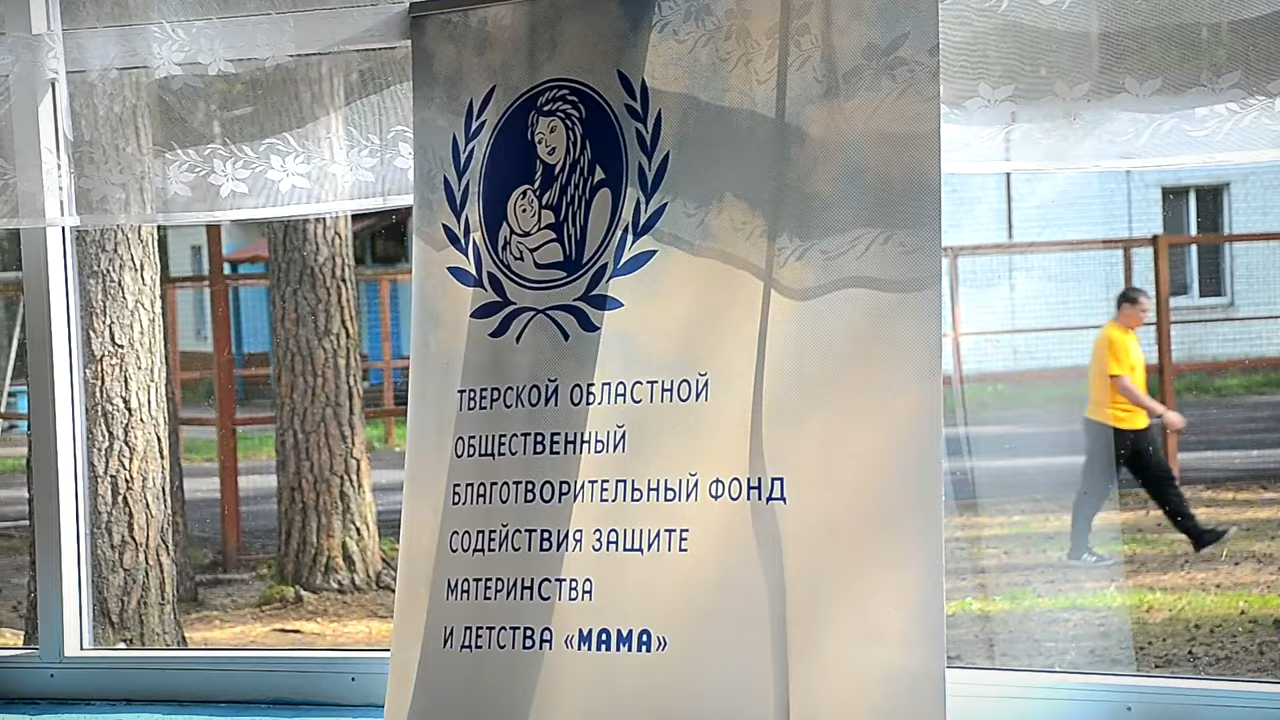 ТВЕРСКОЙ ОБЛАСТНОЙ
ОБЩЕСТВЕННЫЙ
БЛАГОТВОРИТЕЛЬНЫЙ ФОНД
СОДЕЙСТВИЯ ЗАЩИТЕ
МАТЕРИНСТВА
И ДЕТСТВА «МАМА»